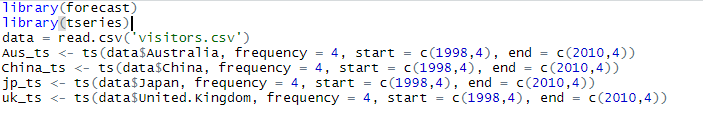 library(forecast)
library(tseries)
data = read.csv('visitors.csv')
Aus_ts <- ts(data$Australia, frequency = 4, start = c(1998,4), end = c(2010,4))
China_ts <- ts(data$China, frequency = 4, start = c(1998,4), end = c(2010,4))
jp_ts <- ts(data$Japan, frequency = 4, start = c(1998,4), end = c(2010,4))
uk_ts <- ts(data$United.Kingdom, frequency = 4, start = c(1998,4), end = c(2010,4))